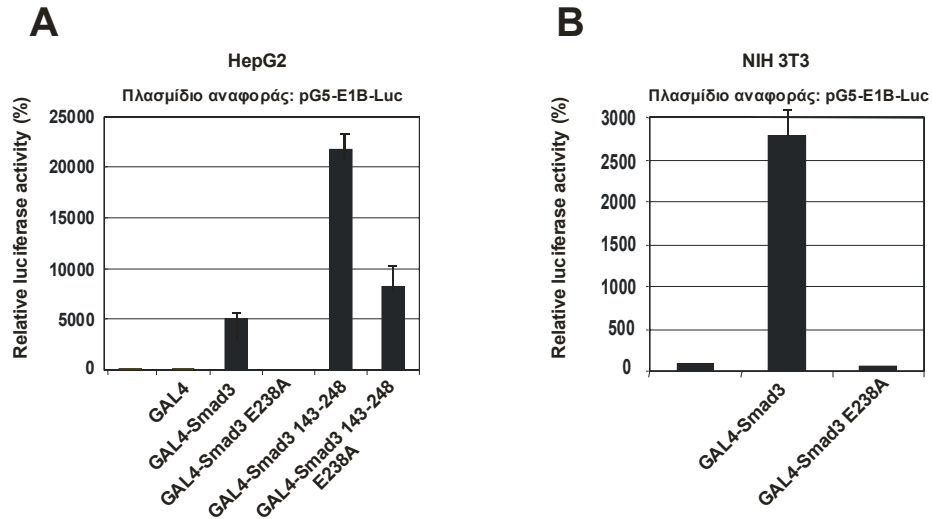 A
HepG2
Πλασμίδιο αναφοράς: pG5-E1B-Luc
Relative luciferase activity (%)
25000
20000
15000
10000
5000
0
GAL4
GAL4-Smad3
GAL4-Smad3 E238A
GAL4-Smad3 143-248
GAL4-Smad3 143-248
E238A
B
NIH 3T3
Πλασμίδιο αναφοράς: pG5-E1B-Luc
Relative luciferase activity (%)
3000
2500
2000
1500
1000
500
0
GAL4-Smad3
GAL4-Smad3 E238A